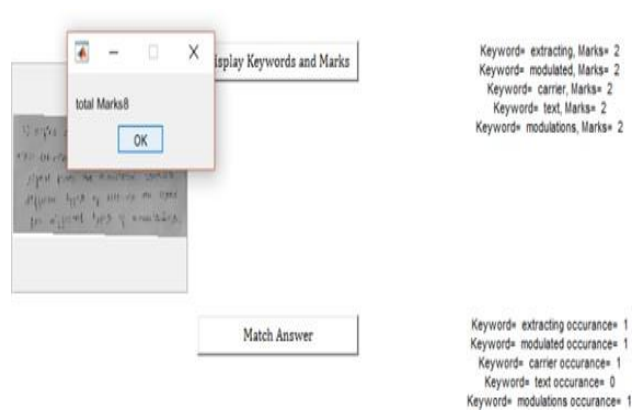 total Marks8
OK
isplay Keywords and Marks
Keyword= extracting, Marks= 2
Keyword= modulated, Marks= 2
Keyword= carrier, Marks= 2
Keyword= text, Marks= 2
Keyword= modulations, Marks= 2
Match Answer
Keyword= extracting occurance= 1
Keyword= modulated occurance= 1
Keyword= carrier occurance= 1
Keyword= text occurance= 0
Keyword= modulations occurance= 1